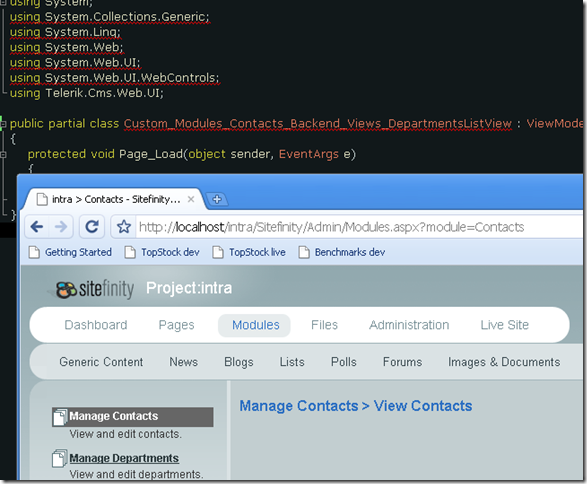 using System;
using System.Collections.Generic;
using System.Linq;
using System.Web;
using System.Web.UI;
using System.Web.UI.WebControls;
using Telerik.Cms.Web.UI;
public partial class Custom_Modules_Contacts_Backend_Views_DepartmentsListView : ViewMode
{
protected void Page_Load(object sender, EventArgs e)
{
}
intra > Contacts - Sitefinity...
http://localhost/intra/Sitefinity/Admin/Modules.aspx?module=Contacts
Getting Started TopStock dev TopStock live Benchmarks dev
sitefinity Project:intra
Dashboard Pages Modules Files Administration Live Site
Generic Content News Blogs Lists Polls Forums Images & Documents
Manage Contacts
View and edit contacts.
Manage Departments
View and edit departments.
Manage Contacts > View Contacts